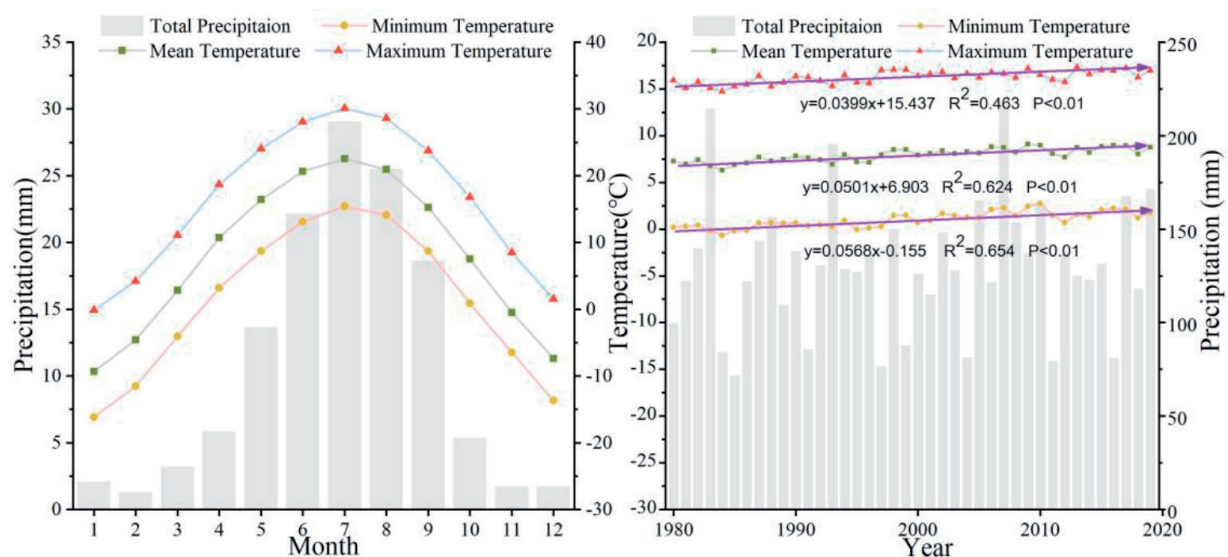 Total Precipitaion
Minimum Temperature
Mean Temperature
Maximum Temperature
35
30
25
20
15
10
5
0
Precipitation(mm)
40
30
20
10
0
-10
-20
-30
Temperature(°C)
1 2 3 4 5 6 7 8 9 10 11 12
Month
Total Precipitaion
Minimum Temperature
Mean Temperature
Maximum Temperature
20
15
10
5
0
-5
-10
-15
-20
-25
-30
y=0.0399x+15.437 R²=0.463 P<0.01
y=0.0501x+6.903 R²=0.624 P<0.01
y=0.0568x-0.155 R²=0.654 P<0.01
250
200
150
100
50
0
Precipitation (mm)
1980 1990 2000 2010 2020
Year